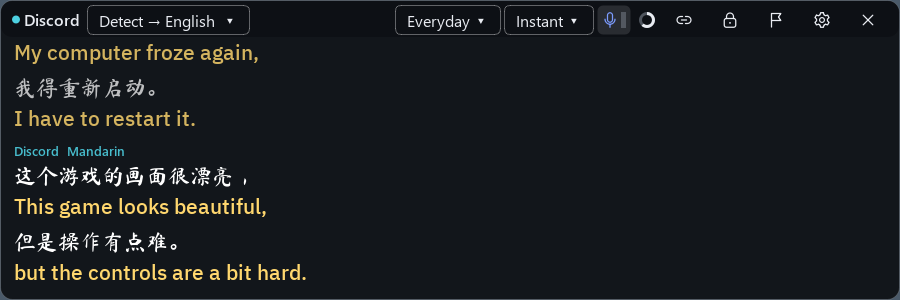 Discord Detect → English Everyday Instant
My computer froze again,
我得重新启动。
I have to restart it.
Discord Mandarin
这个游戏的画面很漂亮，
This game looks beautiful,
但是操作有点难。
but the controls are a bit hard.